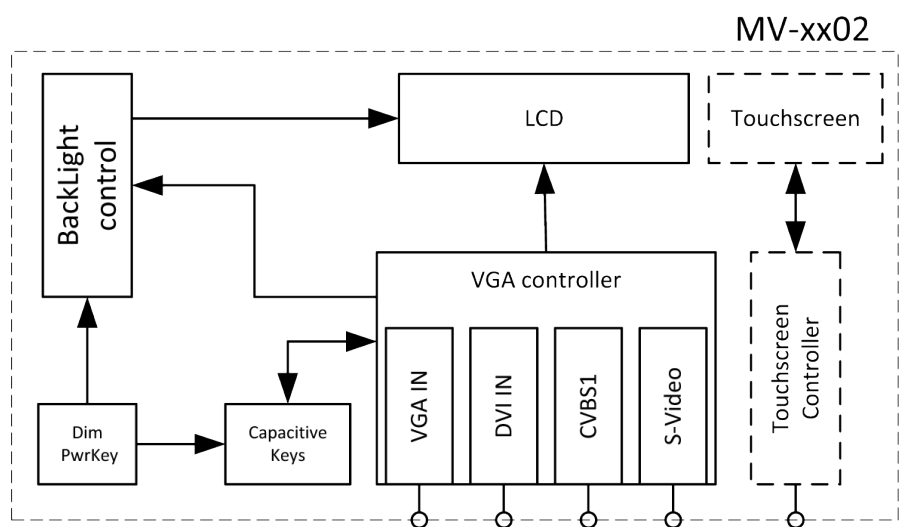 MV-xx02
BackLight
control
LCD
Touchscreen
VGA controller
VGA IN
DVI IN
CVBS1
S-Video
Touchscreen
Controller
Dim
PwrKey
Capacitive
Keys